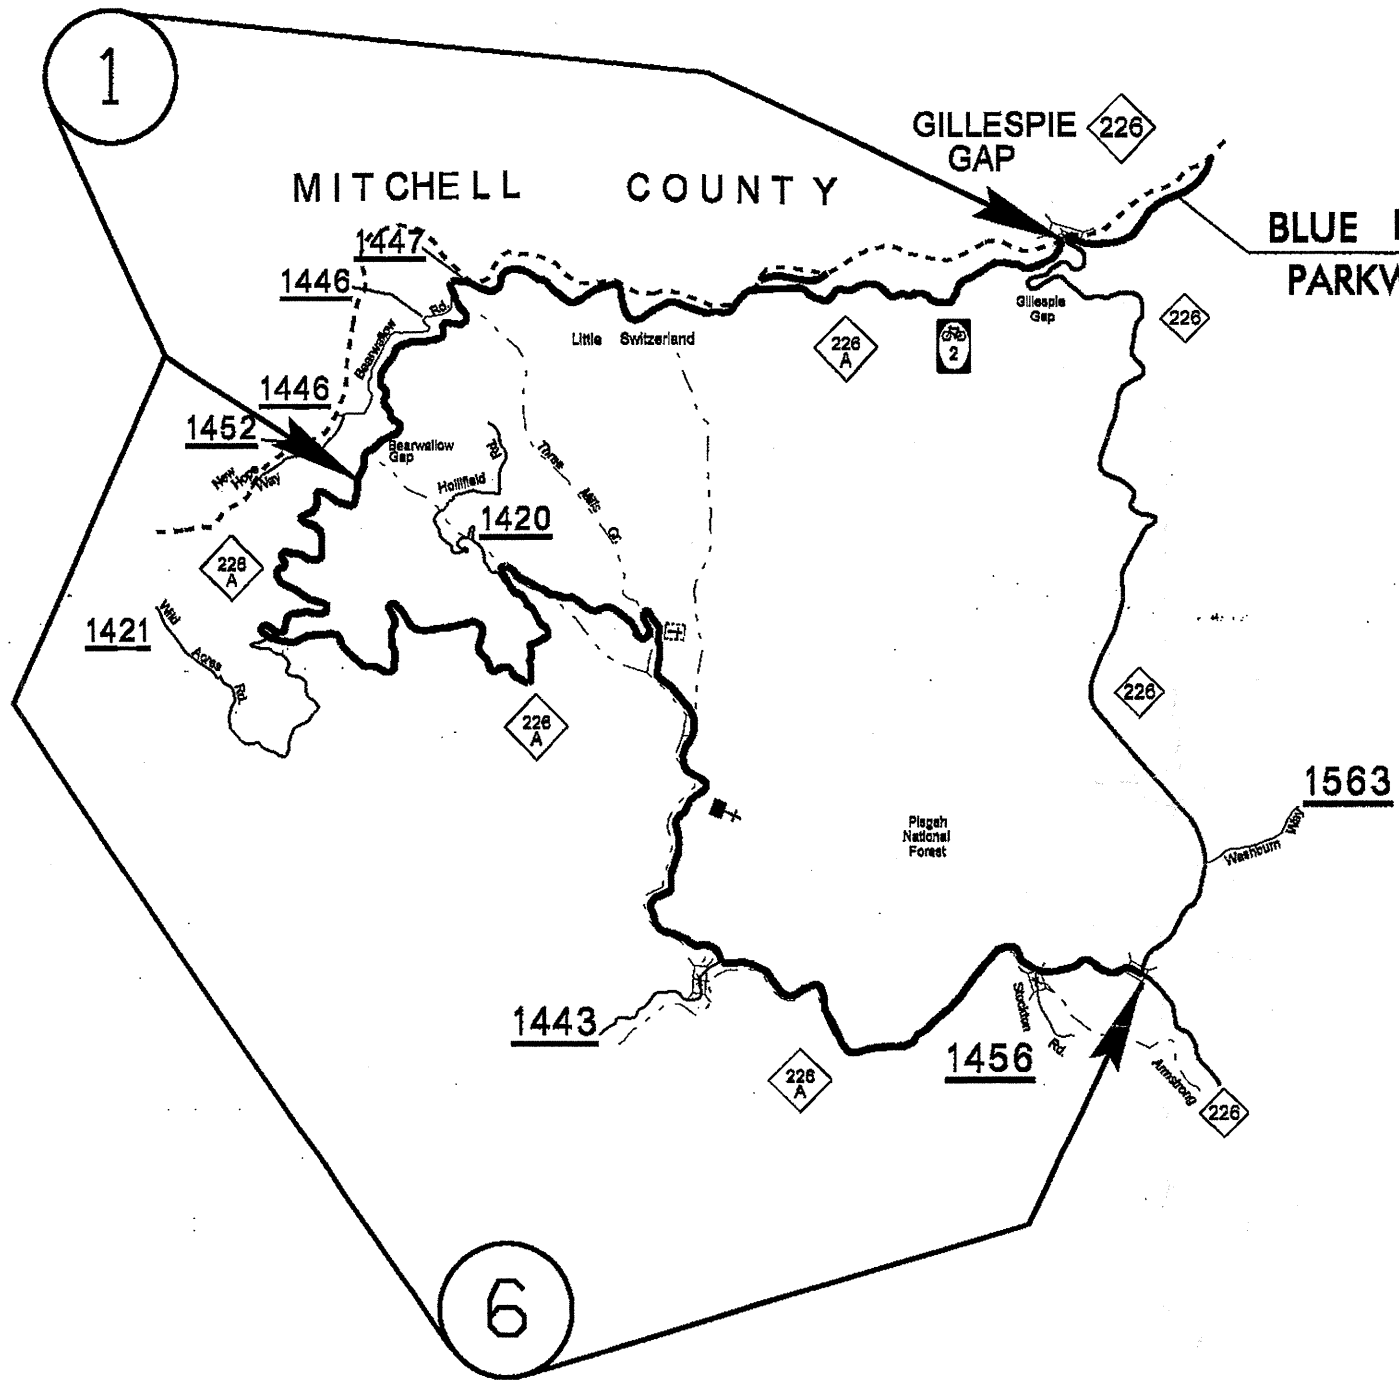 1
GILLESPIE
GAP
226
MITCHELL COUNTY
1447
BLUE
PARKW
1446
Rd.
Gillespie
Gap
226
Bearwallow
Little Switzerland
226
A
2
1446
1452
Bearwallow
Gap
Rd.
New
Hope
Way
Hollifield
Three
Mile
Cr.
1420
226
A
Wild
1421
Acres
Rd.
226
226
A
1563
Pisgah
National
Forest
Washburn Way
1443
Stockton
Rd.
1456
226
A
Armstrong
226
6